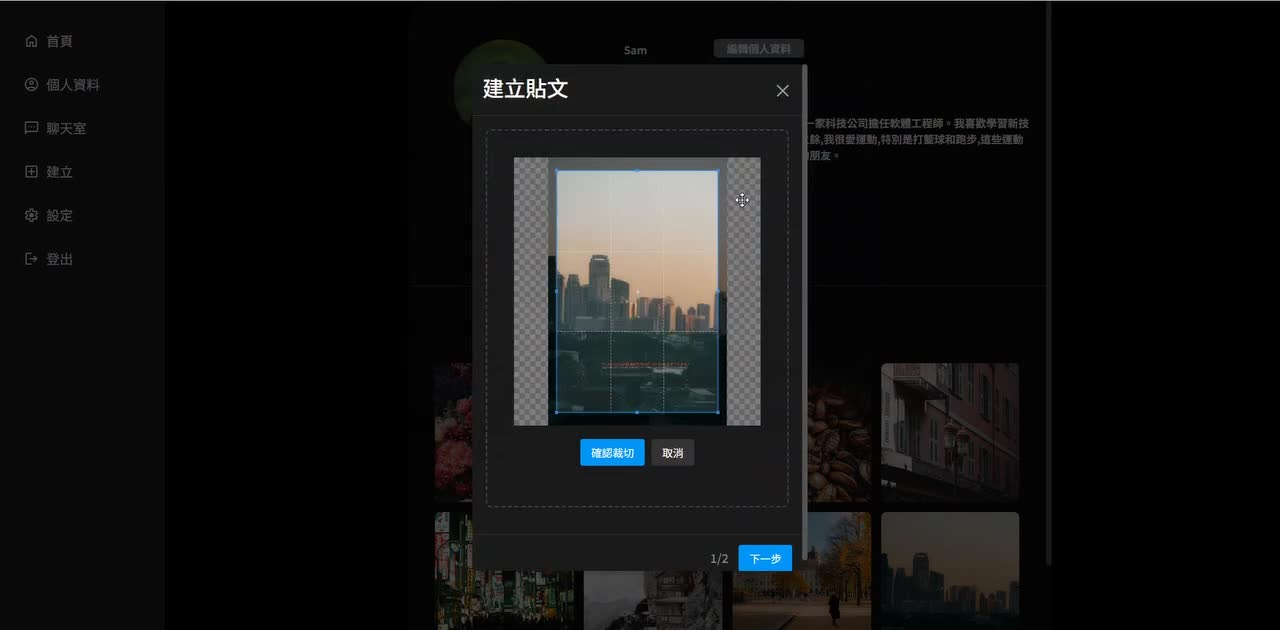 首頁
個人資料
聊天室
建立
設定
登出
Sam
編輯個人資料
一家科技公司擔任軟體工程師。我喜歡學習新技
餘,我很愛運動,特別是打籃球和跑步,這些運動
朋友。
建立貼文
確認裁切
取消
1/2
下一步